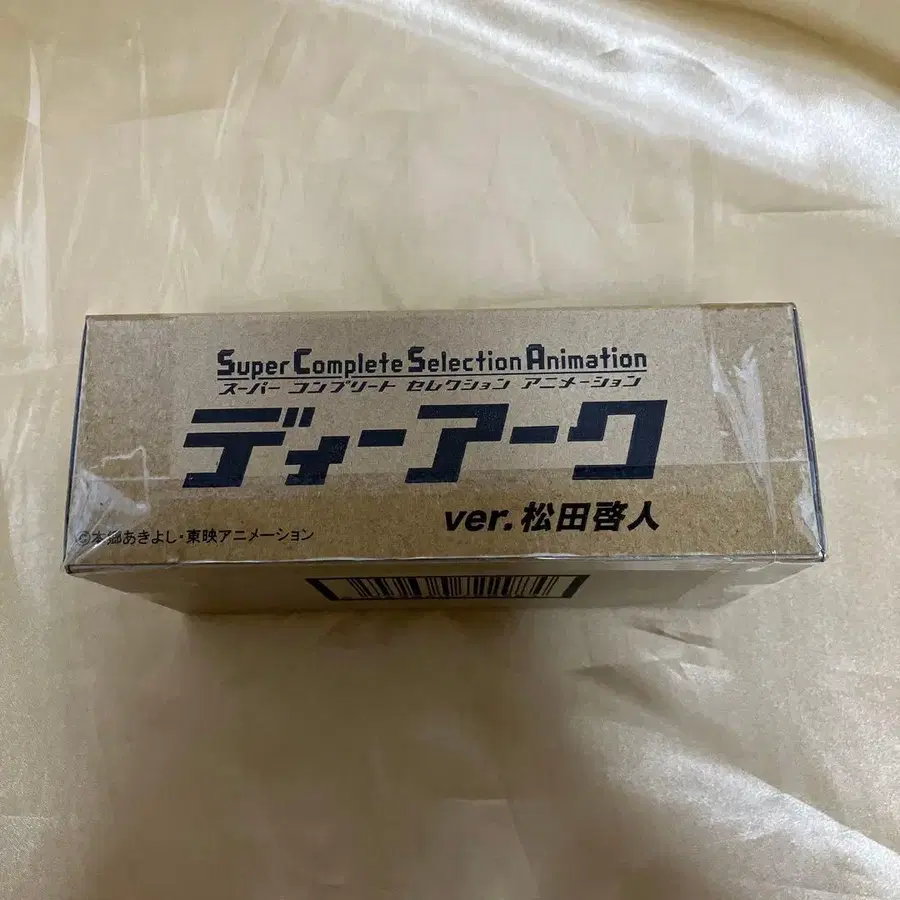 Super Complete Selection Animation
スーパー コンプリート セレクション アニメーション
ディーアーク
ver.松田啓人
©本郷あきよし・東映アニメーション